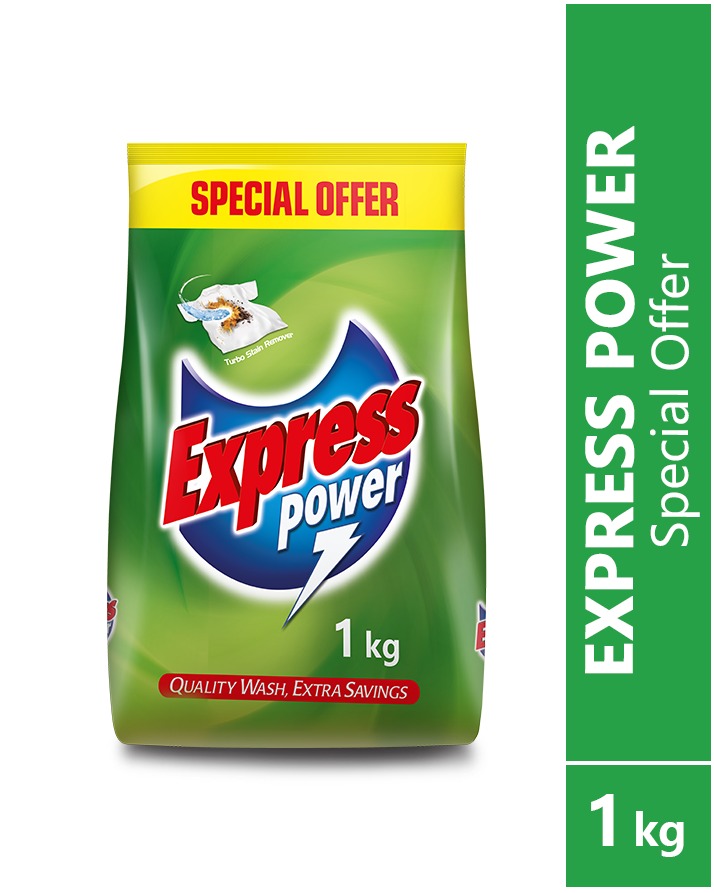 SPECIAL OFFER
Turbo Stain Remover
Express
power
1 kg
QUALITY WASH, EXTRA SAVINGS
EXPRESS POWER
Special Offer
1 kg